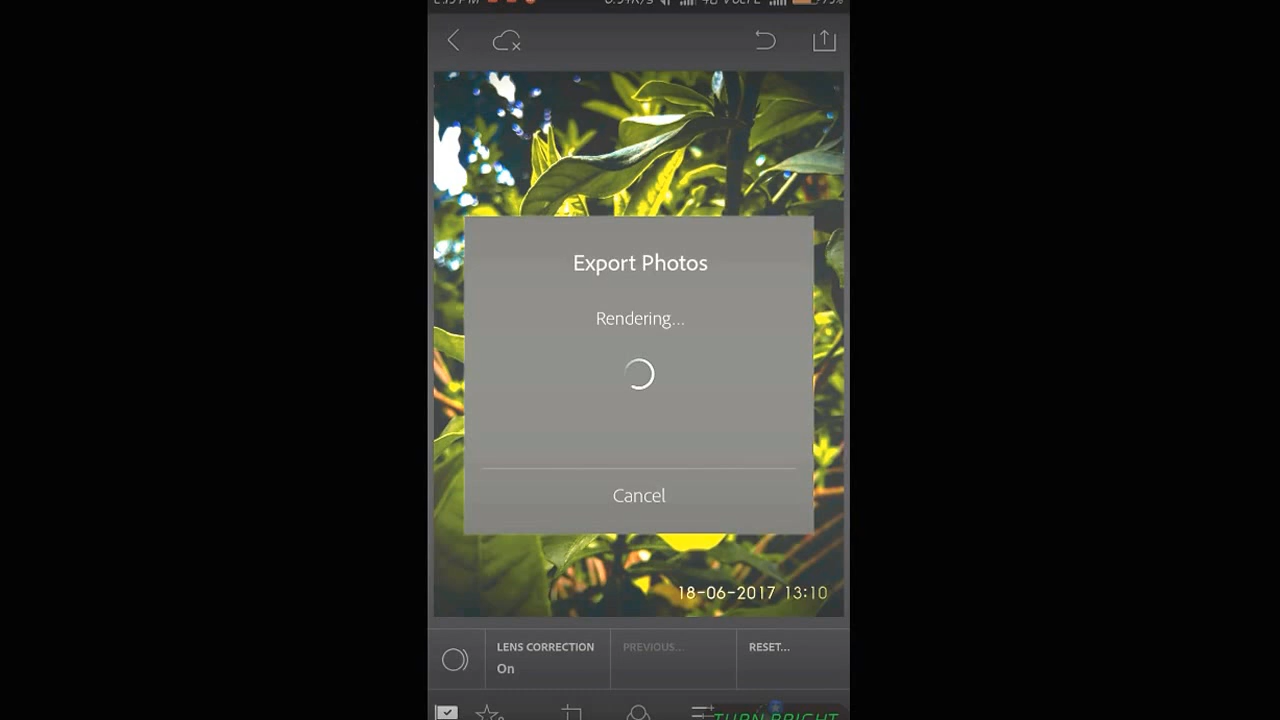 Export Photos
Rendering...
Cancel
18-06-2017 13:10
LENS CORRECTION
On
PREVIOUS...
RESET...
TURN BRIGHT